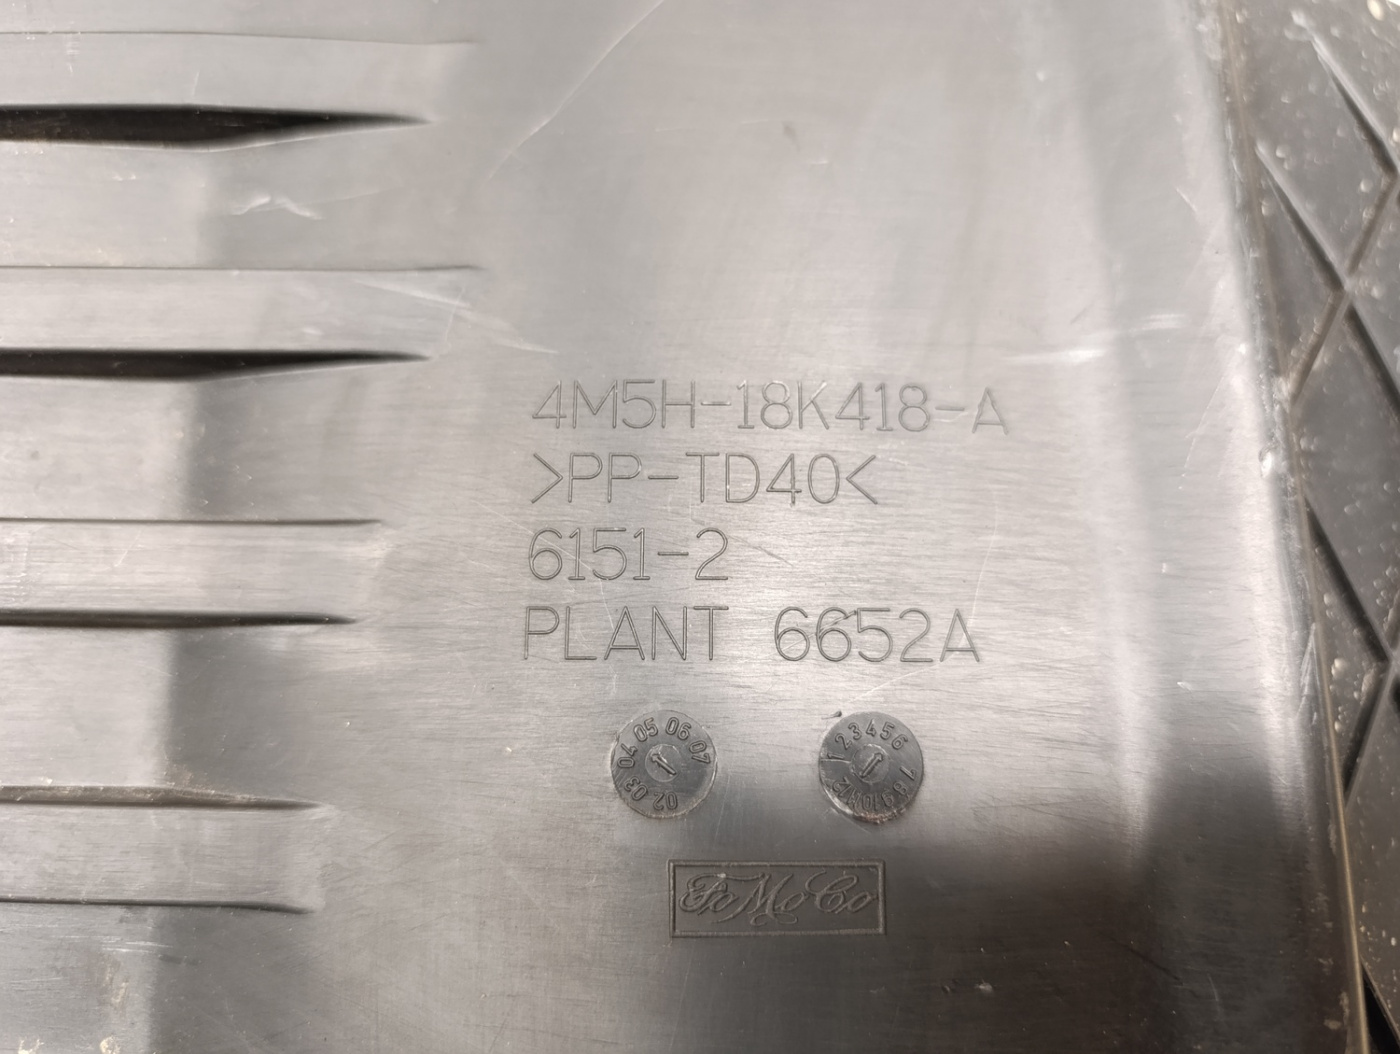 4M5H-18K418-A
>PP-TD40<
6151-2
PLANT 6652A
02 03 04 05 06 07
1 2 3 4 5 6 7 8 9 10 11 12
FoMoCo